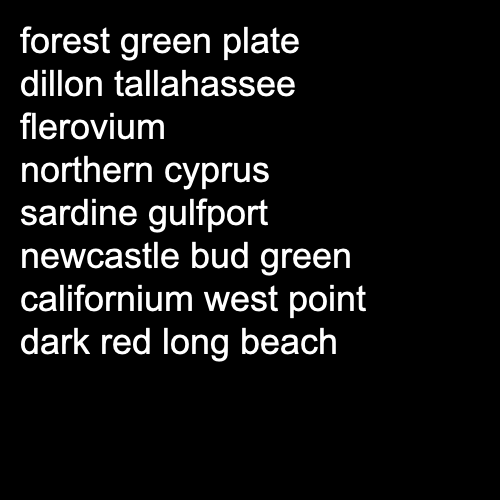 forest green plate
dillon tallahassee
flerovium
northern cyprus
sardine gulfport
newcastle bud green
californium west point
dark red long beach